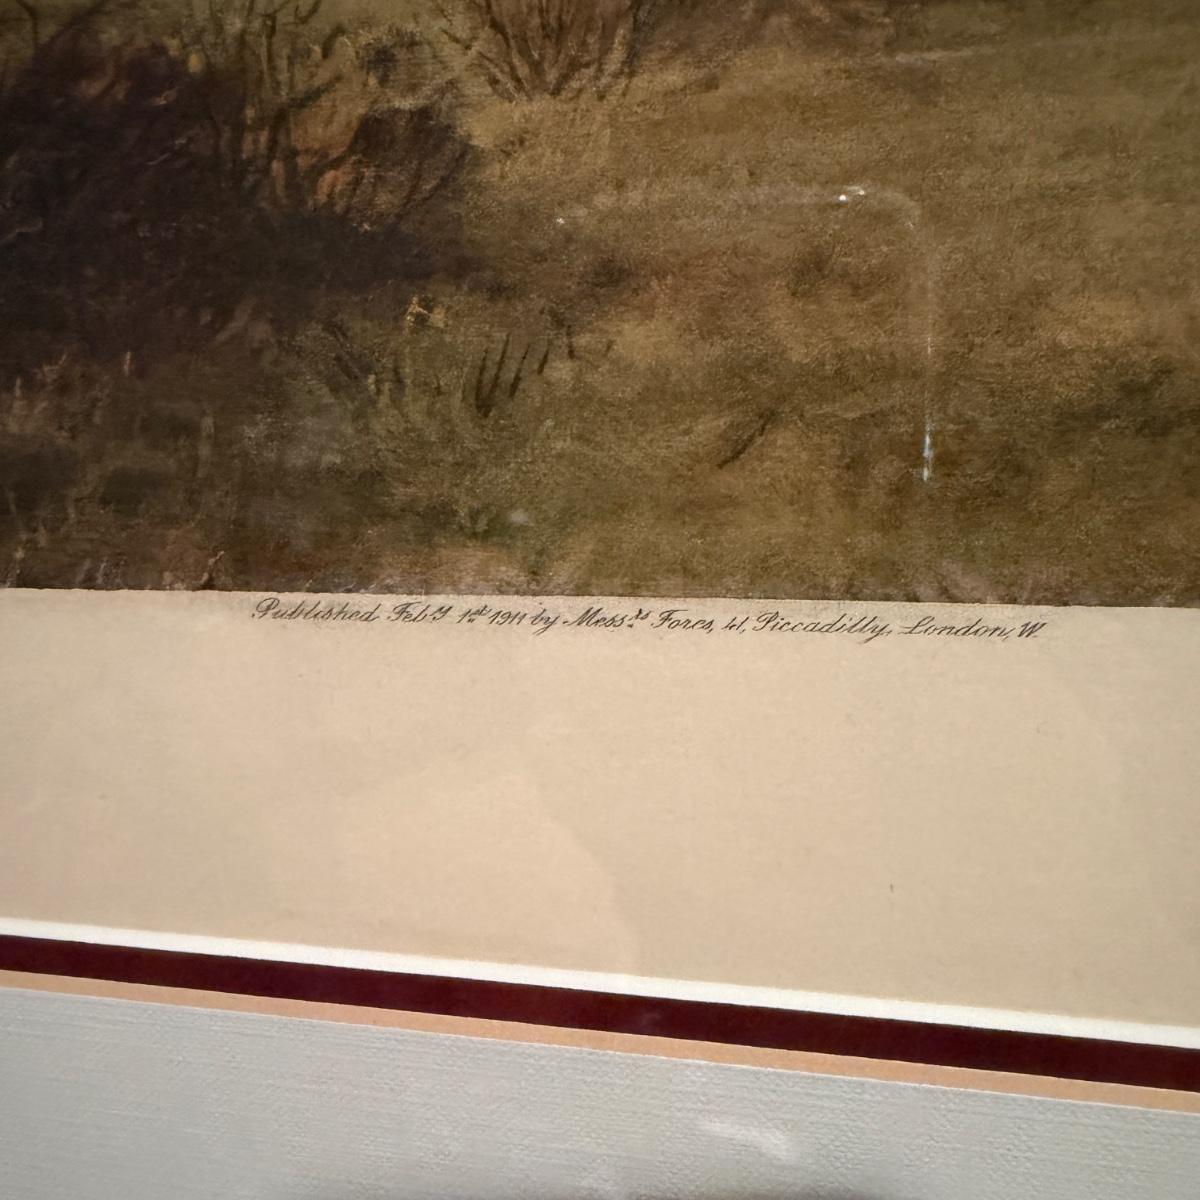 Published Febʸ 1ˢᵗ 1911 by Messʳˢ Fores, 41, Piccadilly, London, W.